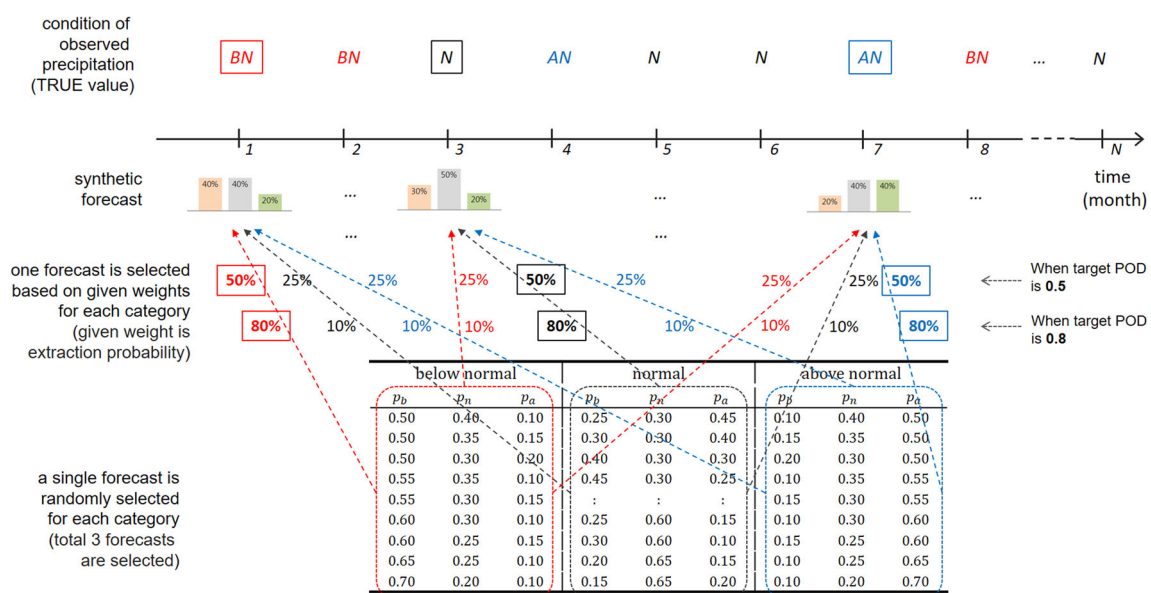 condition of
observed
precipitation
(TRUE value)
BN BN N AN N N AN BN ... N
1 2 3 4 5 6 7 8 N
synthetic
forecast
40% 40% 20% ... 30% 50% 20% ... 20% 40% 40% ...
time
(month)
... ...
one forecast is selected
based on given weights
for each category
(given weight is
extraction probability)
50% 25% 25% 25% 50% 25% 25% 25% 50%
When target POD
is 0.5
80% 10% 10% 10% 80% 10% 10% 10% 80%
When target POD
is 0.8
below normal normal above normal
p_b p_n p_a p_b p_n p_a p_b p_n p_a
0.50 0.40 0.10 0.25 0.30 0.45 0.10 0.40 0.50
0.50 0.35 0.15 0.30 0.30 0.40 0.15 0.35 0.50
0.50 0.30 0.20 0.40 0.30 0.30 0.20 0.30 0.50
0.55 0.35 0.10 0.45 0.30 0.25 0.10 0.35 0.55
0.55 0.30 0.15 : : : 0.15 0.30 0.55
0.60 0.30 0.10 0.25 0.60 0.15 0.10 0.30 0.60
0.60 0.25 0.15 0.30 0.60 0.10 0.15 0.25 0.60
0.65 0.25 0.10 0.20 0.65 0.15 0.10 0.25 0.65
0.70 0.20 0.10 0.15 0.65 0.20 0.10 0.20 0.70
a single forecast is
randomly selected
for each category
(total 3 forecasts
are selected)